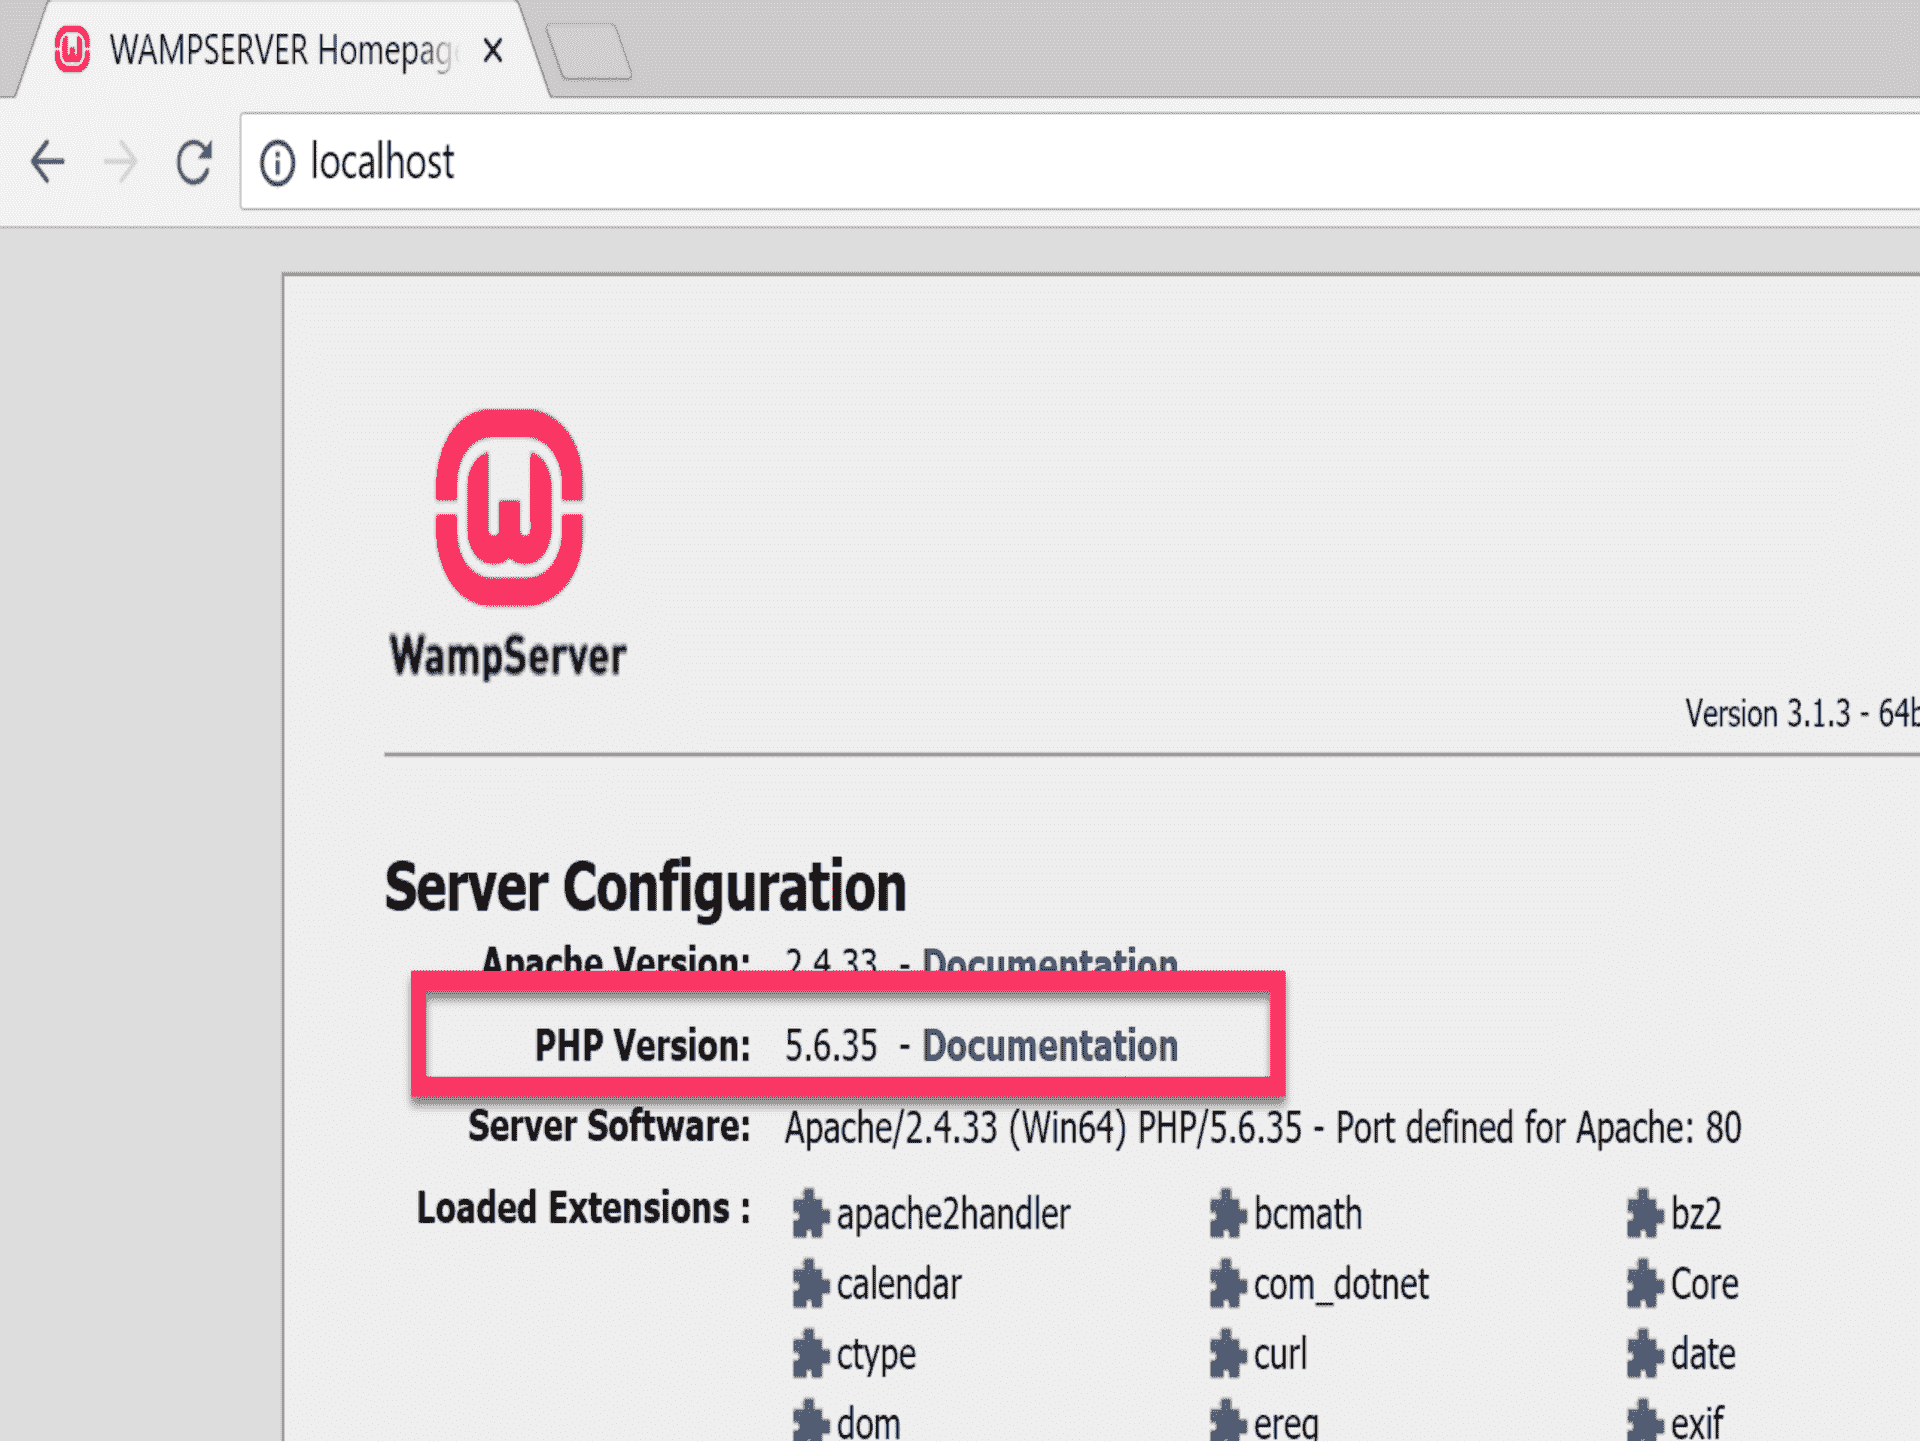 WAMPSERVER Homepage
localhost
WampServer
Version 3.1.3 - 64b
Server Configuration
Apache Version: 2.4.33 - Documentation
PHP Version: 5.6.35 - Documentation
Server Software: Apache/2.4.33 (Win64) PHP/5.6.35 - Port defined for Apache: 80
Loaded Extensions : apache2handler bcmath bz2
calendar com_dotnet Core
ctype curl date
dom ereg exif